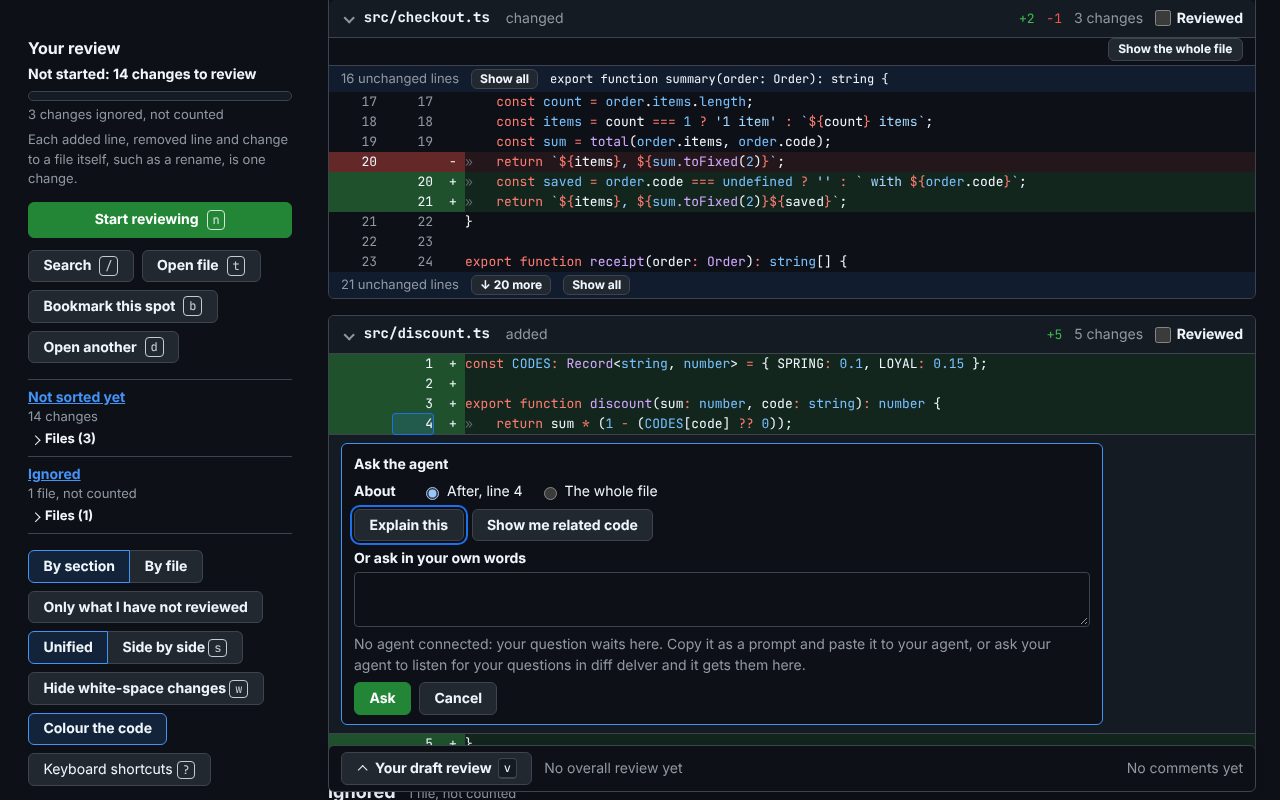 Your review
Not started: 14 changes to review
3 changes ignored, not counted
Each added line, removed line and change
to a file itself, such as a rename, is one
change.
Start reviewing n
Search / Open file t
Bookmark this spot b
Open another d
Not sorted yet
14 changes
Files (3)
Ignored
1 file, not counted
Files (1)
By section By file
Only what I have not reviewed
Unified Side by side s
Hide white-space changes w
Colour the code
Keyboard shortcuts ?
src/checkout.ts changed +2 -1 3 changes Reviewed
Show the whole file
16 unchanged lines Show all export function summary(order: Order): string {
17 17 const count = order.items.length;
18 18 const items = count === 1 ? '1 item' : `${count} items`;
19 19 const sum = total(order.items, order.code);
20 - » return `${items}, ${sum.toFixed(2)}`;
20 + » const saved = order.code === undefined ? '' : ` with ${order.code}`;
21 + » return `${items}, ${sum.toFixed(2)}${saved}`;
21 22 }
22 23
23 24 export function receipt(order: Order): string[] {
21 unchanged lines ↓ 20 more Show all
src/discount.ts added +5 5 changes Reviewed
1 + const CODES: Record<string, number> = { SPRING: 0.1, LOYAL: 0.15 };
2 +
3 + export function discount(sum: number, code: string): number {
4 + » return sum * (1 - (CODES[code] ?? 0));
Ask the agent
About After, line 4 The whole file
Explain this Show me related code
Or ask in your own words
No agent connected: your question waits here. Copy it as a prompt and paste it to your agent, or ask your
agent to listen for your questions in diff delver and it gets them here.
Ask Cancel
5 + }
Your draft review v No overall review yet No comments yet
Ignored 1 file, not counted